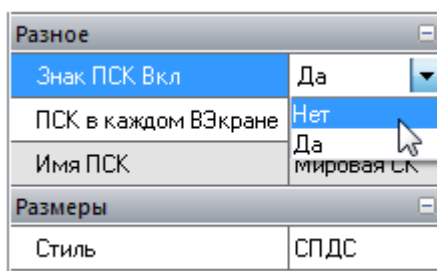 Разное
Знак ПСК Вкл Да
ПСК в каждом ВЭкране Нет
Да
Имя ПСК Мировая СК
Размеры
Стиль СПДС